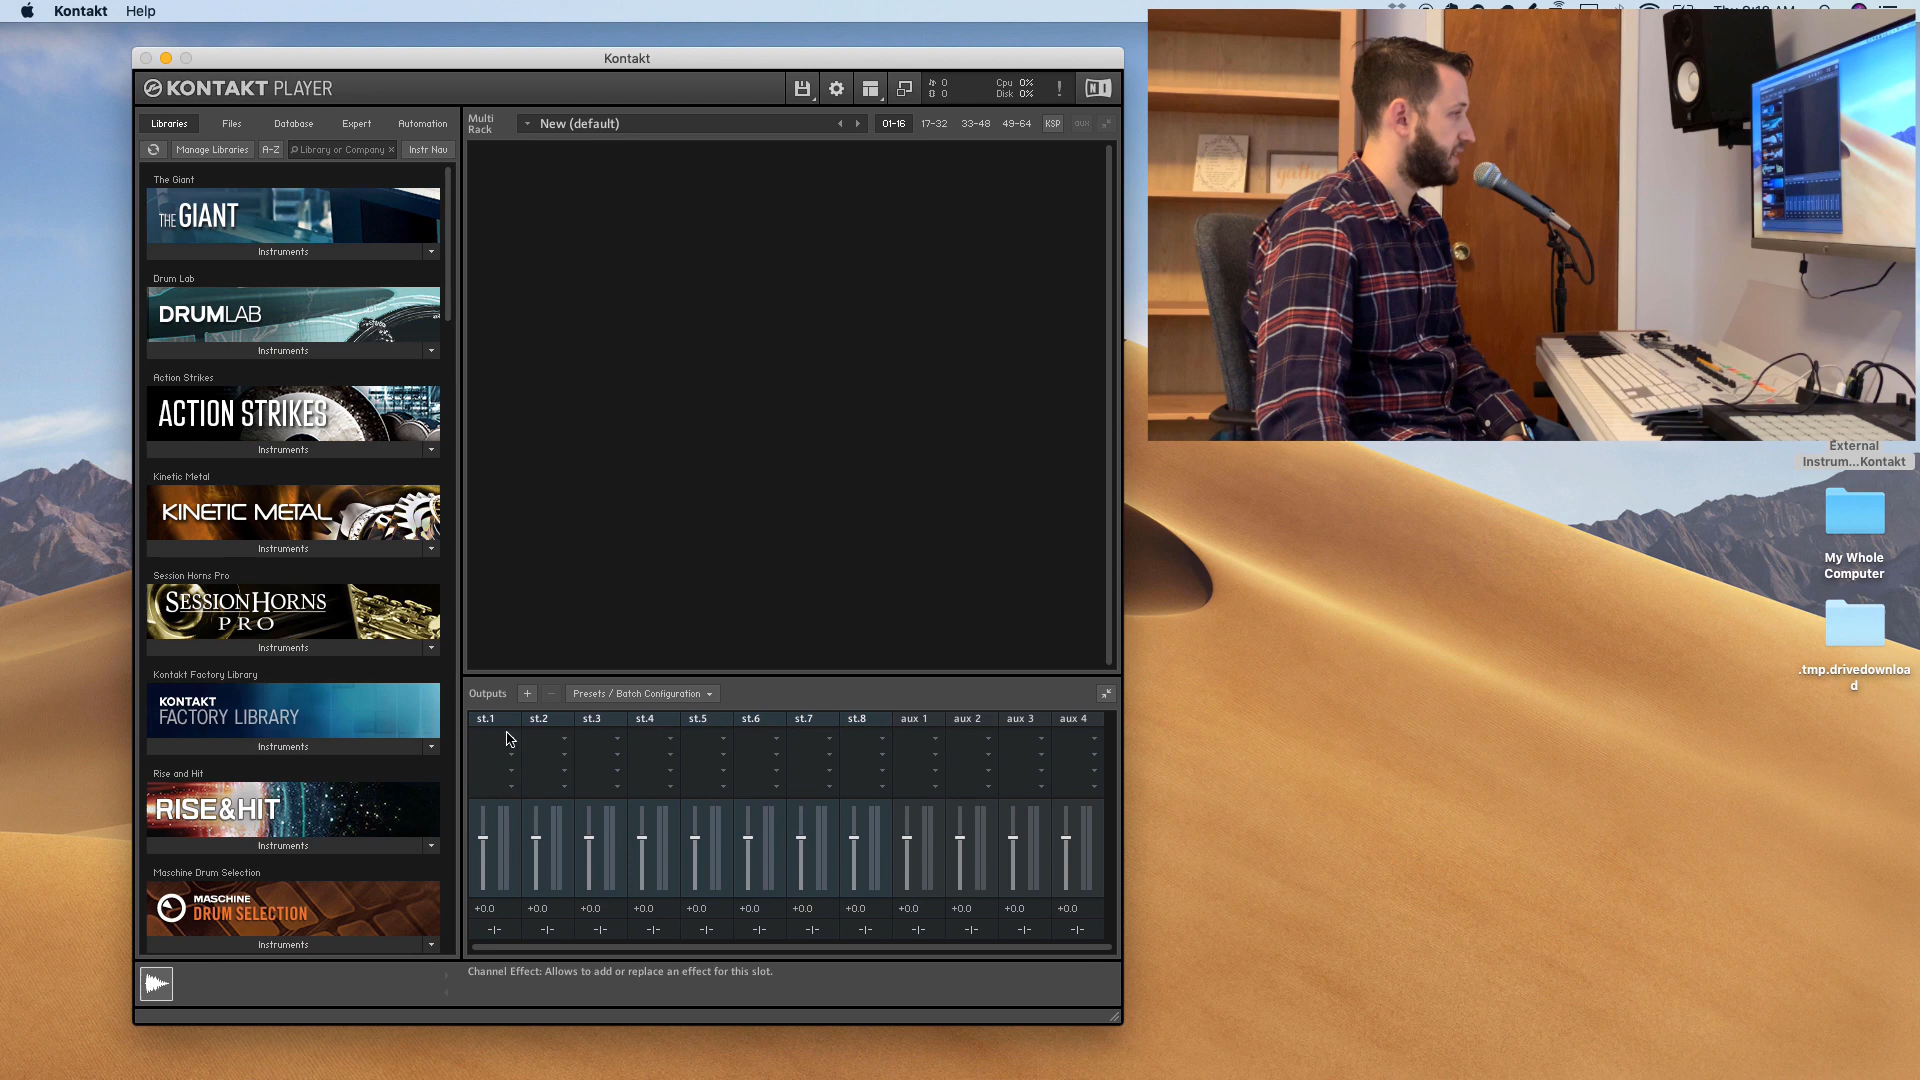 Kontakt Help
Kontakt
KONTAKT PLAYER
0
0
Cpu 0%
Disk 0%
!
NI
Libraries Files Database Expert Automation
Manage Libraries A-Z Library or Company × Instr Nav
Multi
Rack
New (default)
01-16 17-32 33-48 49-64 KSP aux
The Giant
THE GIANT
Instruments
Drum Lab
DRUMLAB
Instruments
Action Strikes
ACTION STRIKES
Instruments
Kinetic Metal
KINETIC METAL
Instruments
Session Horns Pro
SESSION HORNS
PRO
Instruments
Kontakt Factory Library
KONTAKT
FACTORY LIBRARY
Instruments
Rise and Hit
RISE&HIT
Instruments
Maschine Drum Selection
MASCHINE
DRUM SELECTION
Instruments
Outputs + − Presets / Batch Configuration
st.1 st.2 st.3 st.4 st.5 st.6 st.7 st.8 aux 1 aux 2 aux 3 aux 4
+0.0 +0.0 +0.0 +0.0 +0.0 +0.0 +0.0 +0.0 +0.0 +0.0 +0.0 +0.0
Channel Effect: Allows to add or replace an effect for this slot.
External
Instrum...Kontakt
My Whole
Computer
.tmp.drivedownloa
d